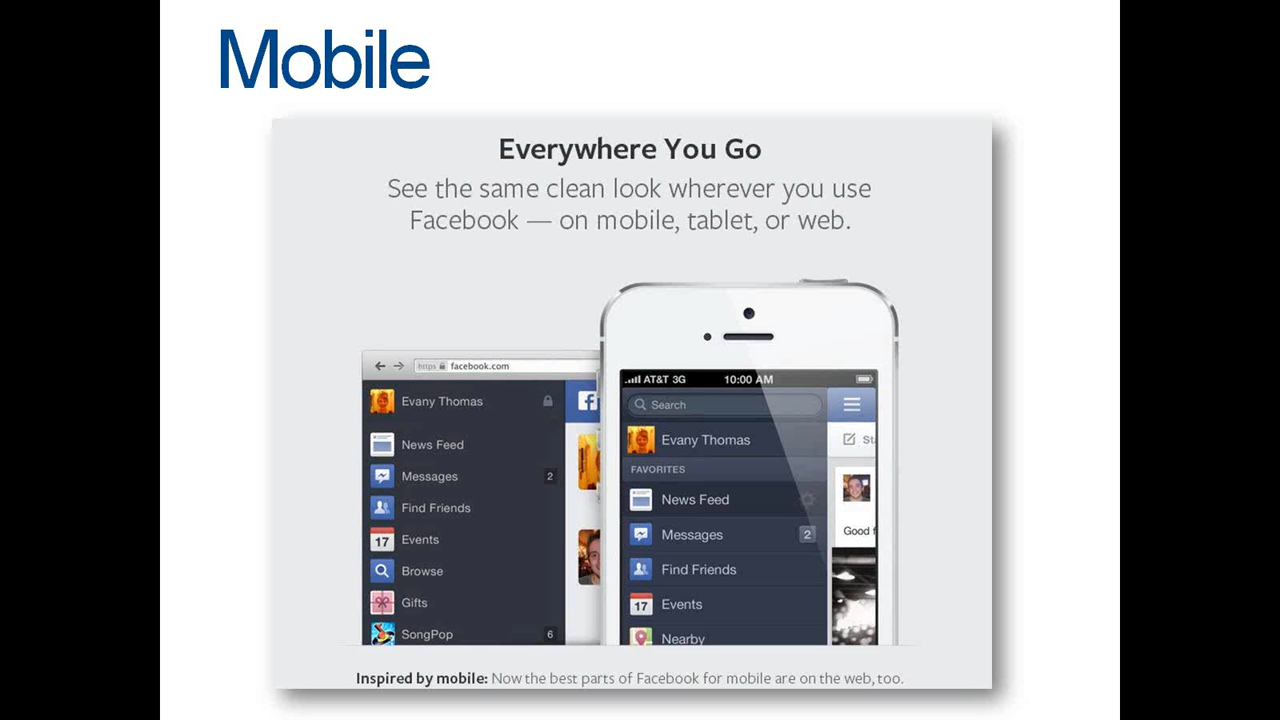 Mobile
Everywhere You Go
See the same clean look wherever you use
Facebook — on mobile, tablet, or web.
https facebook.com
Evany Thomas
f
News Feed
Messages 2
Find Friends
17 Events
Browse
Gifts
SongPop 6
AT&T 3G 10:00 AM
Search
Evany Thomas
FAVORITES
News Feed
Messages 2
Find Friends
17 Events
Nearby
Good
Inspired by mobile: Now the best parts of Facebook for mobile are on the web, too.